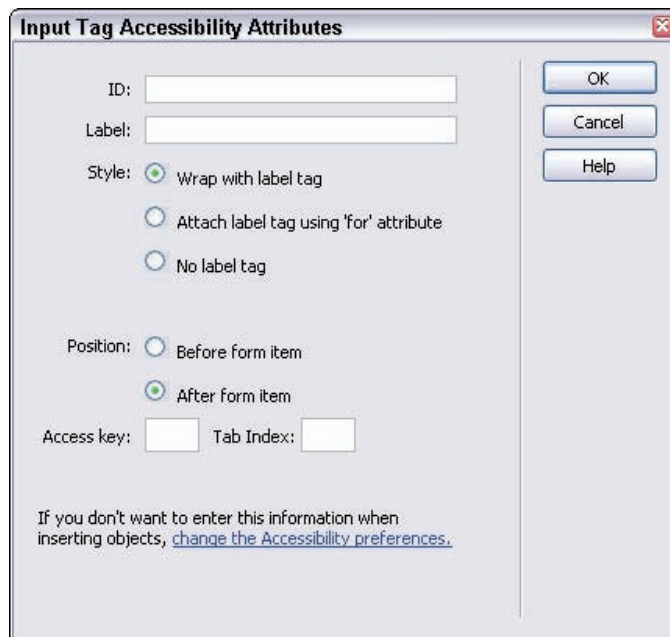 Input Tag Accessibility Attributes
ID:
Label:
Style: Wrap with label tag
Attach label tag using 'for' attribute
No label tag
Position: Before form item
After form item
Access key: Tab Index:
If you don't want to enter this information when
inserting objects, change the Accessibility preferences.
OK
Cancel
Help